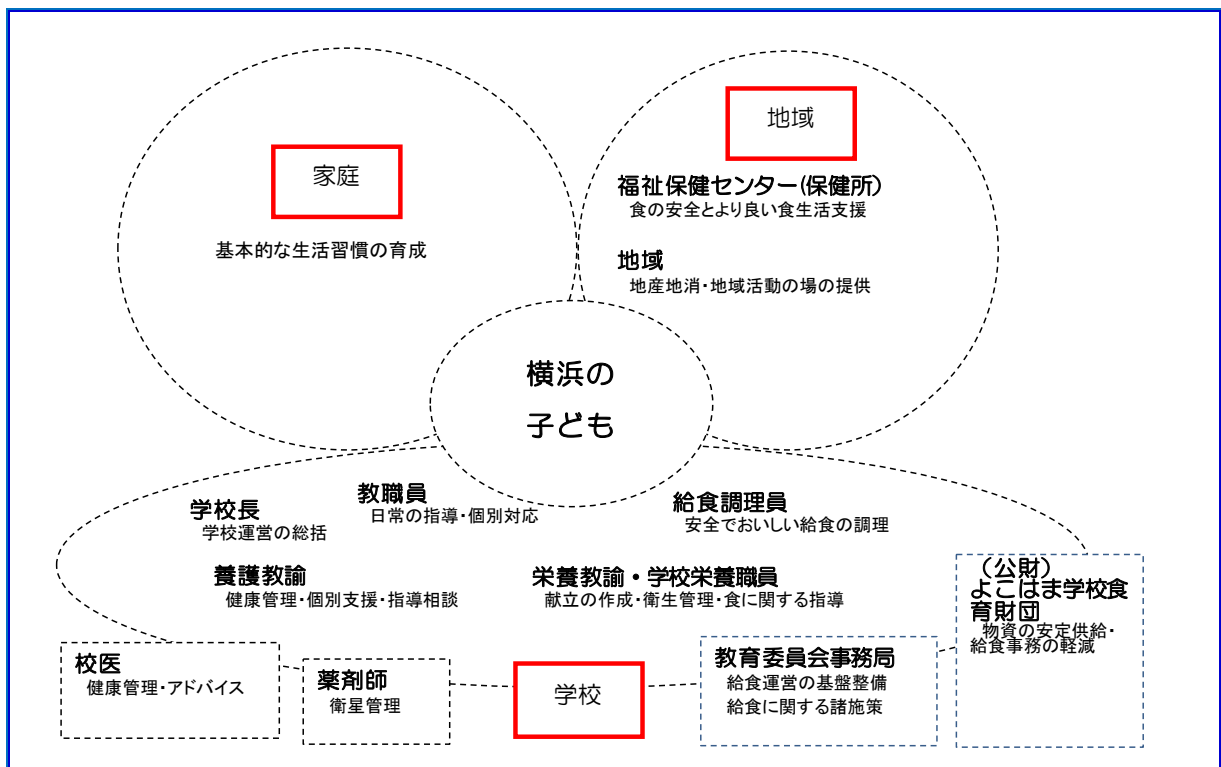 家庭
基本的な生活習慣の育成
地域
福祉保健センター(保健所)
食の安全とより良い食生活支援
地域
地産地消・地域活動の場の提供
横浜の
子ども
学校長
学校運営の総括
教職員
日常の指導・個別対応
給食調理員
安全でおいしい給食の調理
養護教諭
健康管理・個別支援・指導相談
栄養教諭・学校栄養職員
献立の作成・衛生管理・食に関する指導
(公財)
よこはま学校食
育財団
物資の安定供給・
給食事務の軽減
校医
健康管理・アドバイス
薬剤師
衛星管理
学校
教育委員会事務局
給食運営の基盤整備
給食に関する諸施策